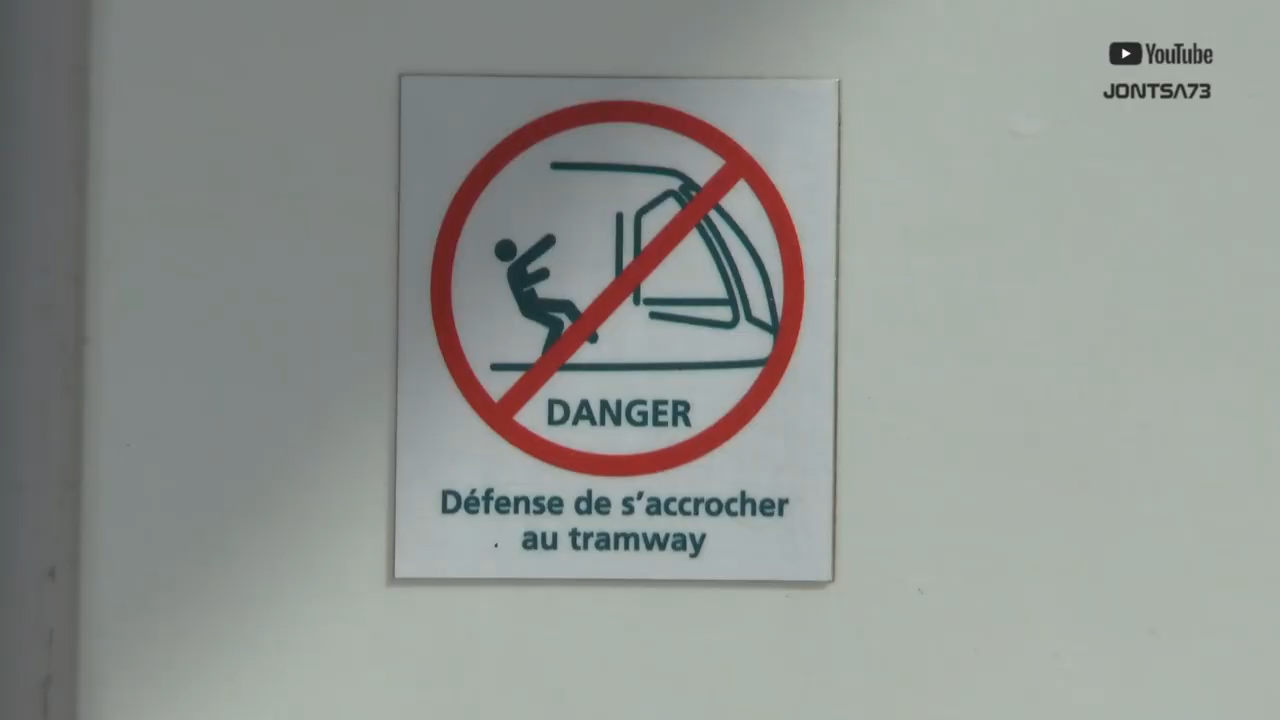 YouTube
JONTSA73
DANGER
Défense de s'accrocher
au tramway